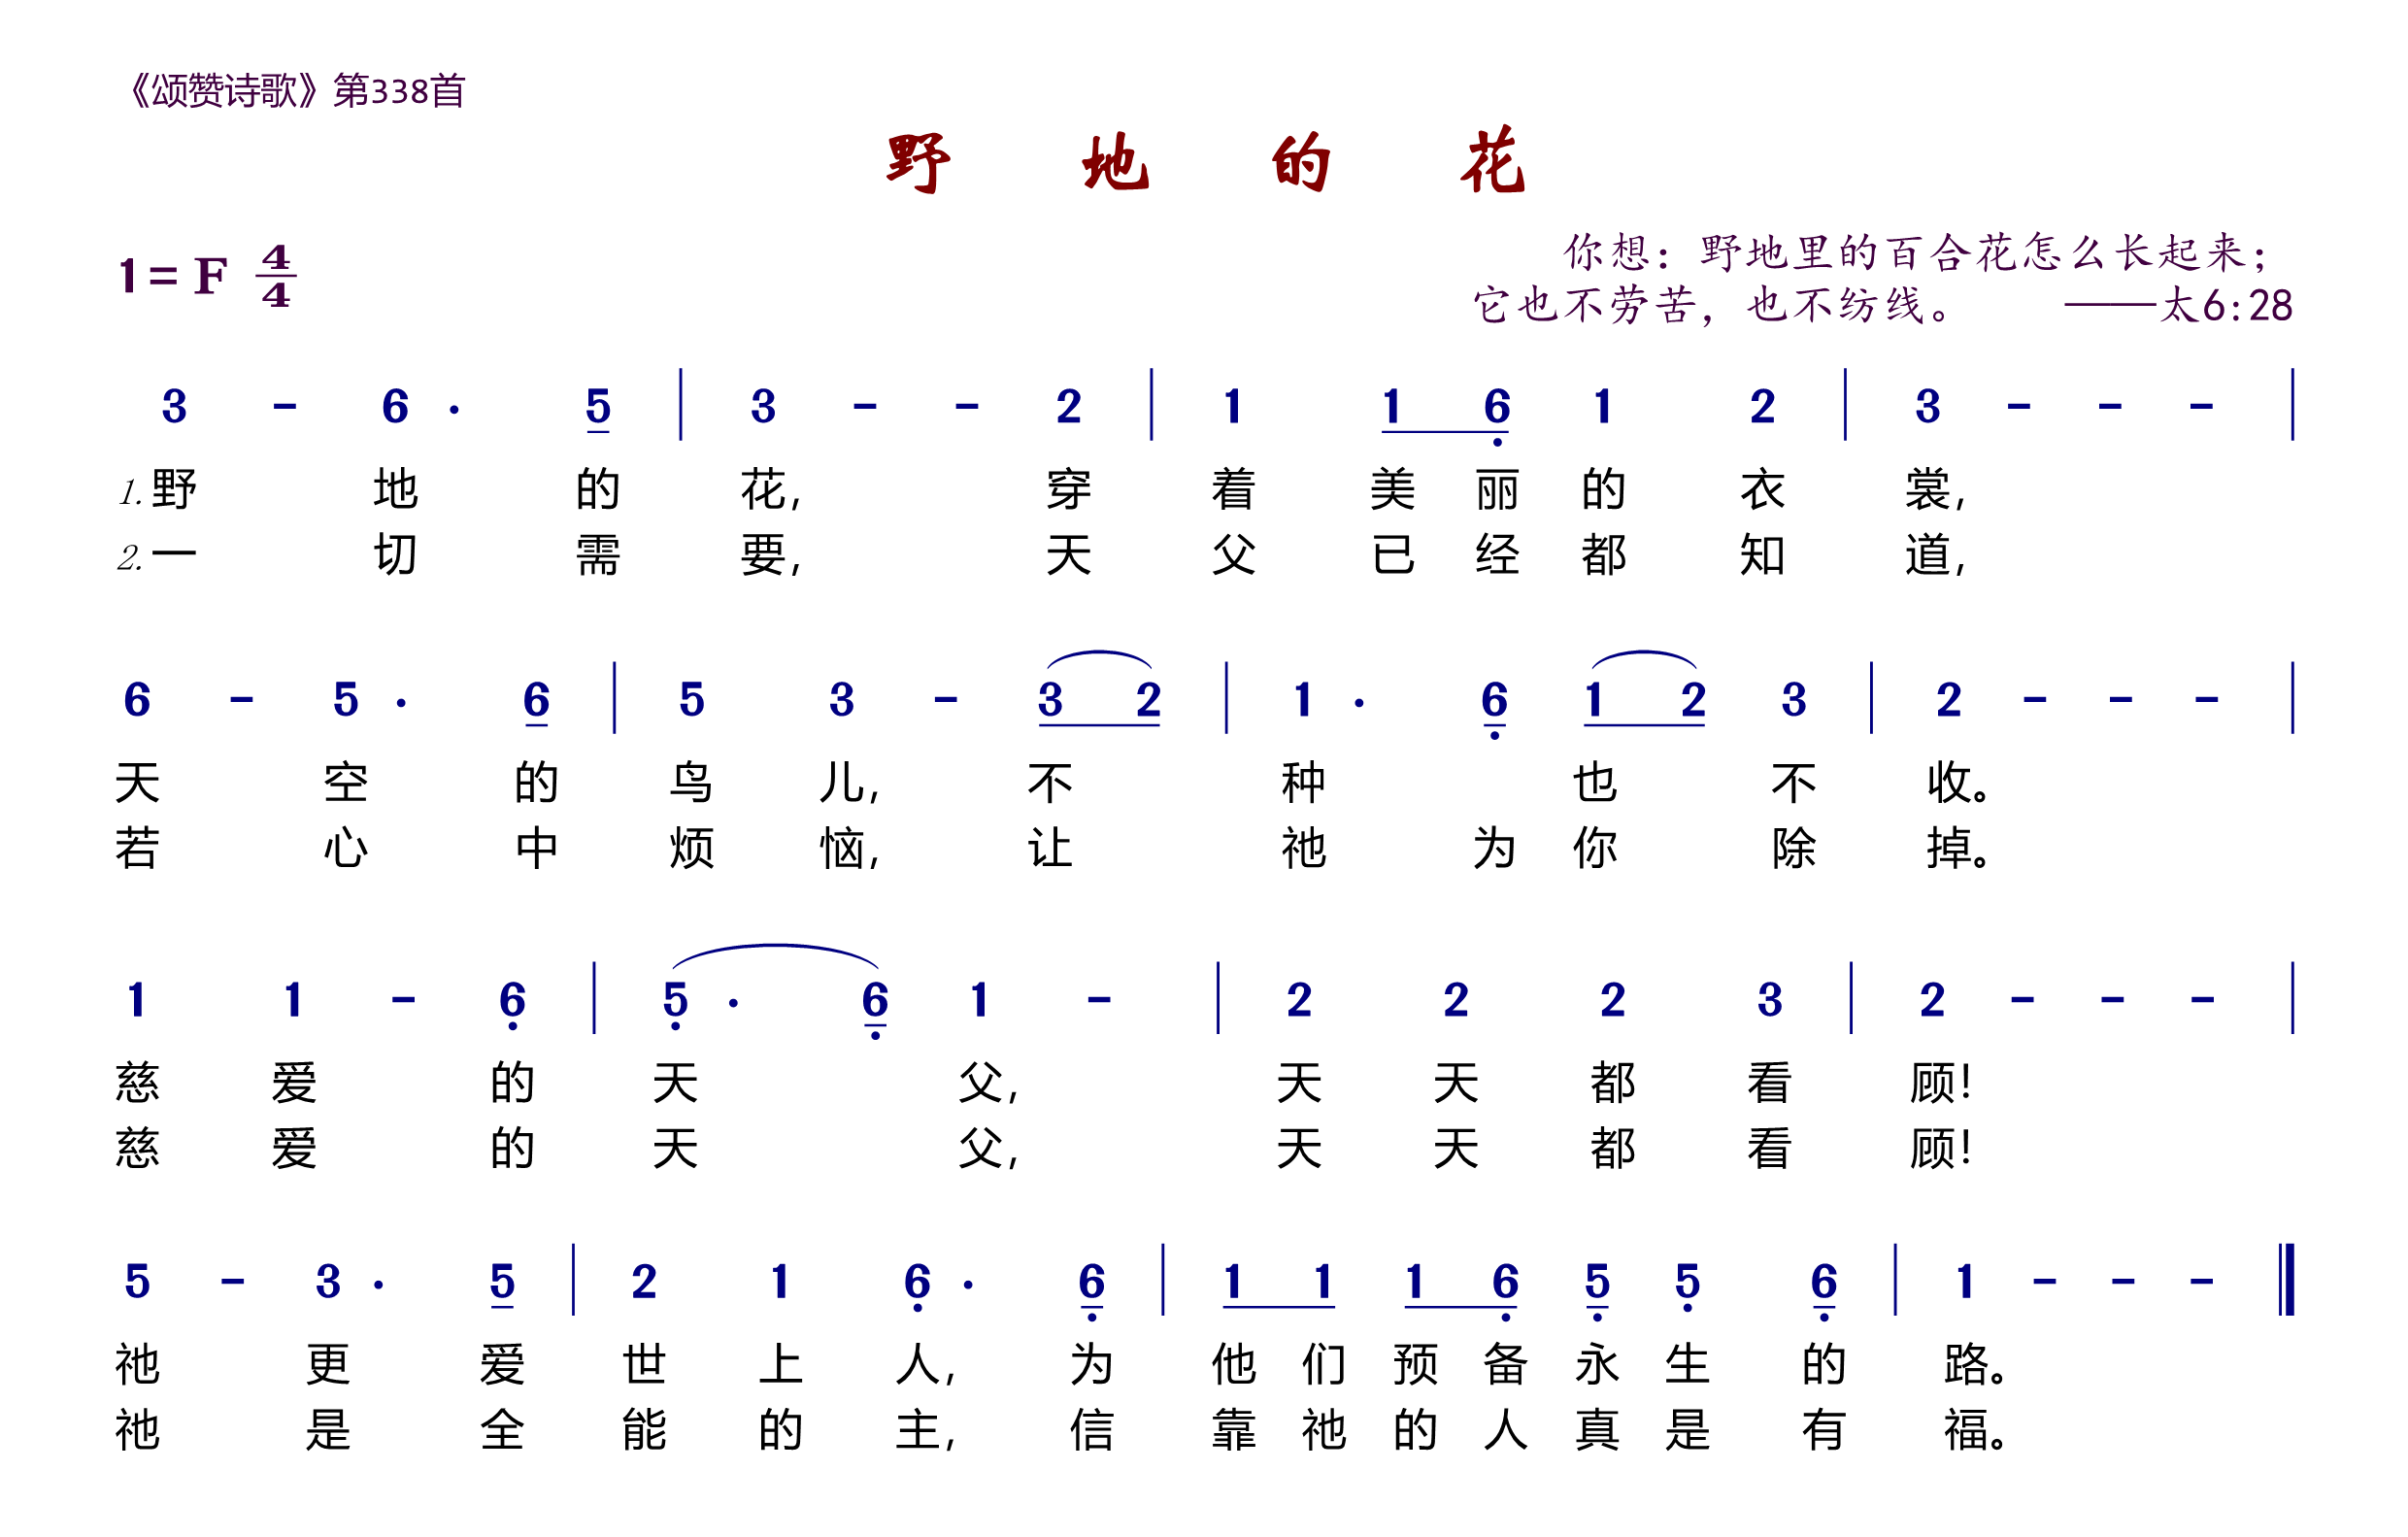 《颂赞诗歌》第338首
野地的花
1= F 4/4
你想：野地里的百合花怎么长起来；
它也不劳苦，也不纺线。 ——太6:28
3 - 6 . 5 | 3 - - 2 | 1 1 6 1 2 | 3 - - - |
1.野 地 的 花, 穿 着 美 丽 的 衣 裳,
2.一 切 需 要, 天 父 已 经 都 知 道,
6 - 5 . 6 | 5 3 - 3 2 | 1 . 6 1 2 3 | 2 - - - |
天 空 的 鸟 儿, 不 种 也 不 收。
若 心 中 烦 恼, 让 祂 为 你 除 掉。
1 1 - 6 | 5 . 6 1 - | 2 2 2 3 | 2 - - - |
慈 爱 的 天 父, 天 天 都 看 顾!
慈 爱 的 天 父, 天 天 都 看 顾!
5 - 3 . 5 | 2 1 6 . 6 | 1 1 1 6 5 5 6 | 1 - - - ‖
祂 更 爱 世 上 人, 为 他 们 预 备 永 生 的 路。
祂 是 全 能 的 主, 信 靠 祂 的 人 真 是 有 福。